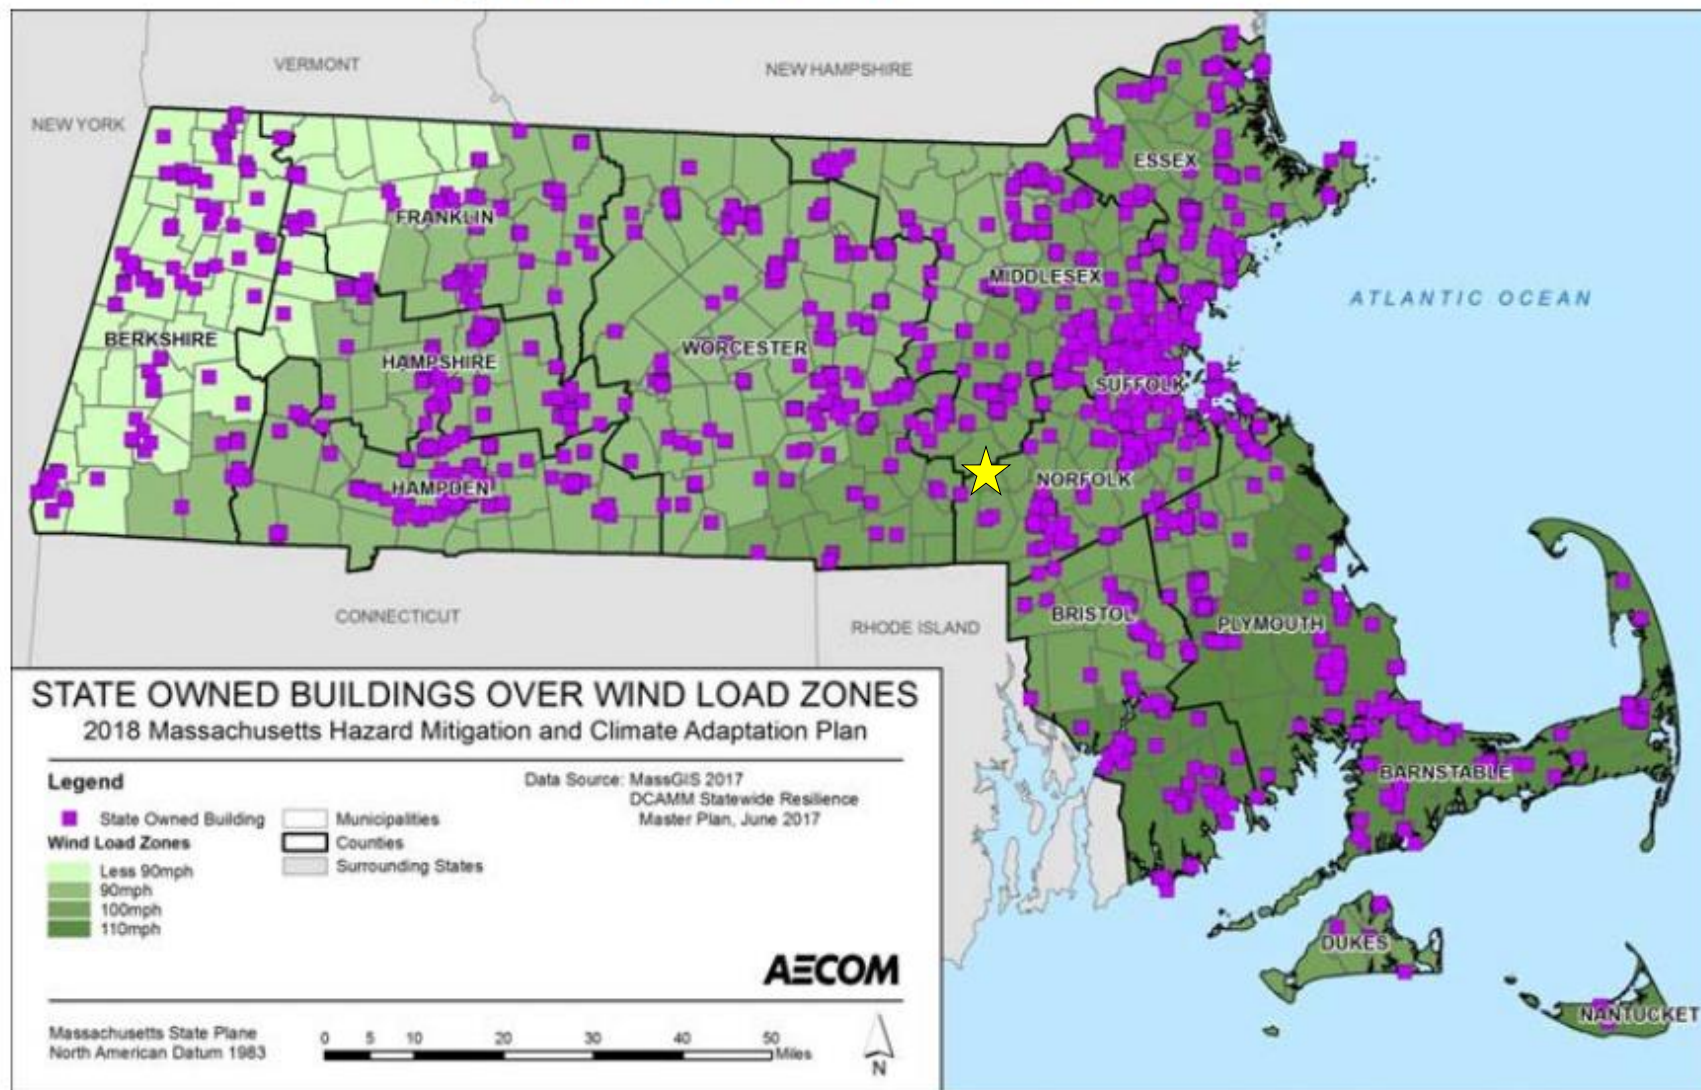 VERMONT
NEW HAMPSHIRE
NEW YORK
ESSEX
FRANKLIN
MIDDLESEX
ATLANTIC OCEAN
BERKSHIRE
HAMPSHIRE
WORCESTER
SUFFOLK
HAMPDEN
NORFOLK
CONNECTICUT
RHODE ISLAND
BRISTOL
PLYMOUTH
BARNSTABLE
DUKES
NANTUCKET
STATE OWNED BUILDINGS OVER WIND LOAD ZONES
2018 Massachusetts Hazard Mitigation and Climate Adaptation Plan
Legend
State Owned Building
Wind Load Zones
Less 90mph
90mph
100mph
110mph
Municipalities
Counties
Surrounding States
Data Source: MassGIS 2017
DCAMM Statewide Resilience
Master Plan, June 2017
AECOM
Massachusetts State Plane
North American Datum 1983
0 5 10 20 30 40 50
Miles
N